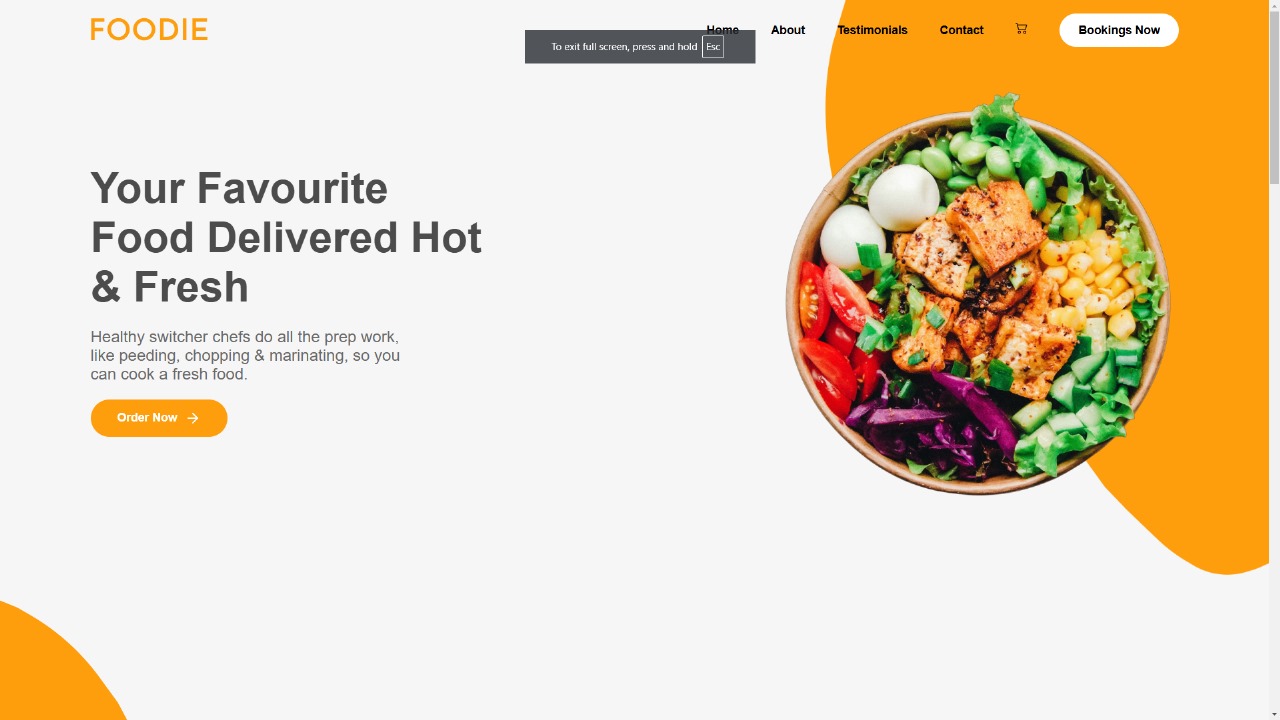 FOODIE
Home About Testimonials Contact Bookings Now
To exit full screen, press and hold Esc
Your Favourite
Food Delivered Hot
& Fresh
Healthy switcher chefs do all the prep work,
like peeding, chopping & marinating, so you
can cook a fresh food.
Order Now